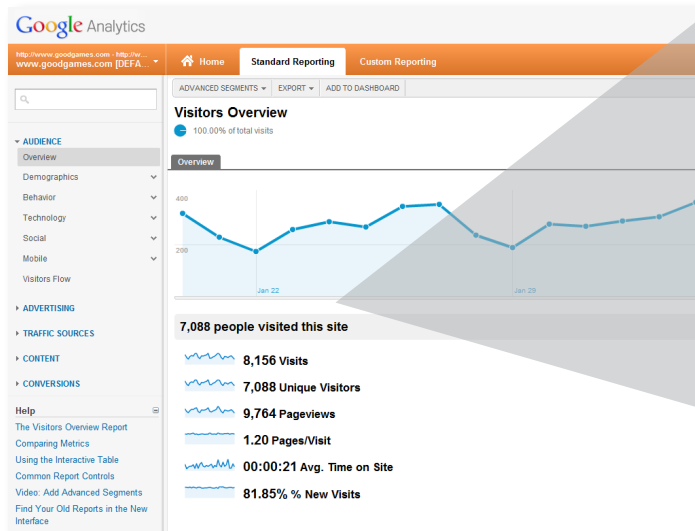 Google Analytics
http://www.goodgames.com - http://w...
www.goodgames.com [DEFA...
Home
Standard Reporting
Custom Reporting
ADVANCED SEGMENTS
EXPORT
ADD TO DASHBOARD
Visitors Overview
100.00% of total visits
Overview
AUDIENCE
Overview
Demographics
Behavior
Technology
Social
Mobile
Visitors Flow
ADVERTISING
TRAFFIC SOURCES
CONTENT
CONVERSIONS
Help
The Visitors Overview Report
Comparing Metrics
Using the Interactive Table
Common Report Controls
Video: Add Advanced Segments
Find Your Old Reports in the New
Interface
400
200
Jan 22
Jan 29
7,088 people visited this site
8,156 Visits
7,088 Unique Visitors
9,764 Pageviews
1.20 Pages/Visit
00:00:21 Avg. Time on Site
81.85% % New Visits